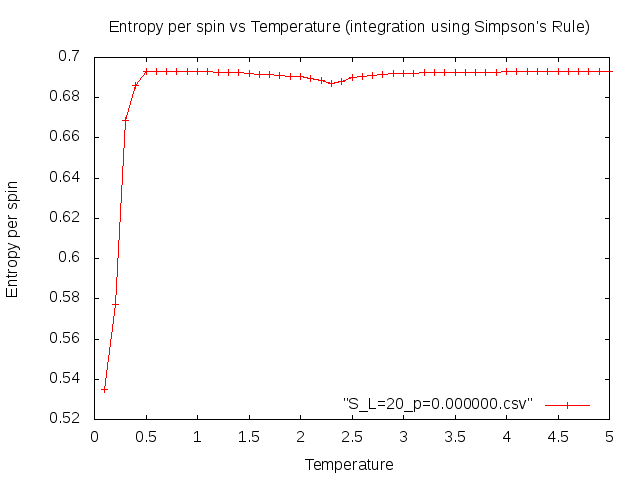 Entropy per spin vs Temperature (integration using Simpson's Rule)
0.7
0.68
0.66
0.64
0.62
0.6
0.58
0.56
0.54
0.52
Entropy per spin
"S_L=20_p=0.000000.csv"
0 0.5 1 1.5 2 2.5 3 3.5 4 4.5 5
Temperature